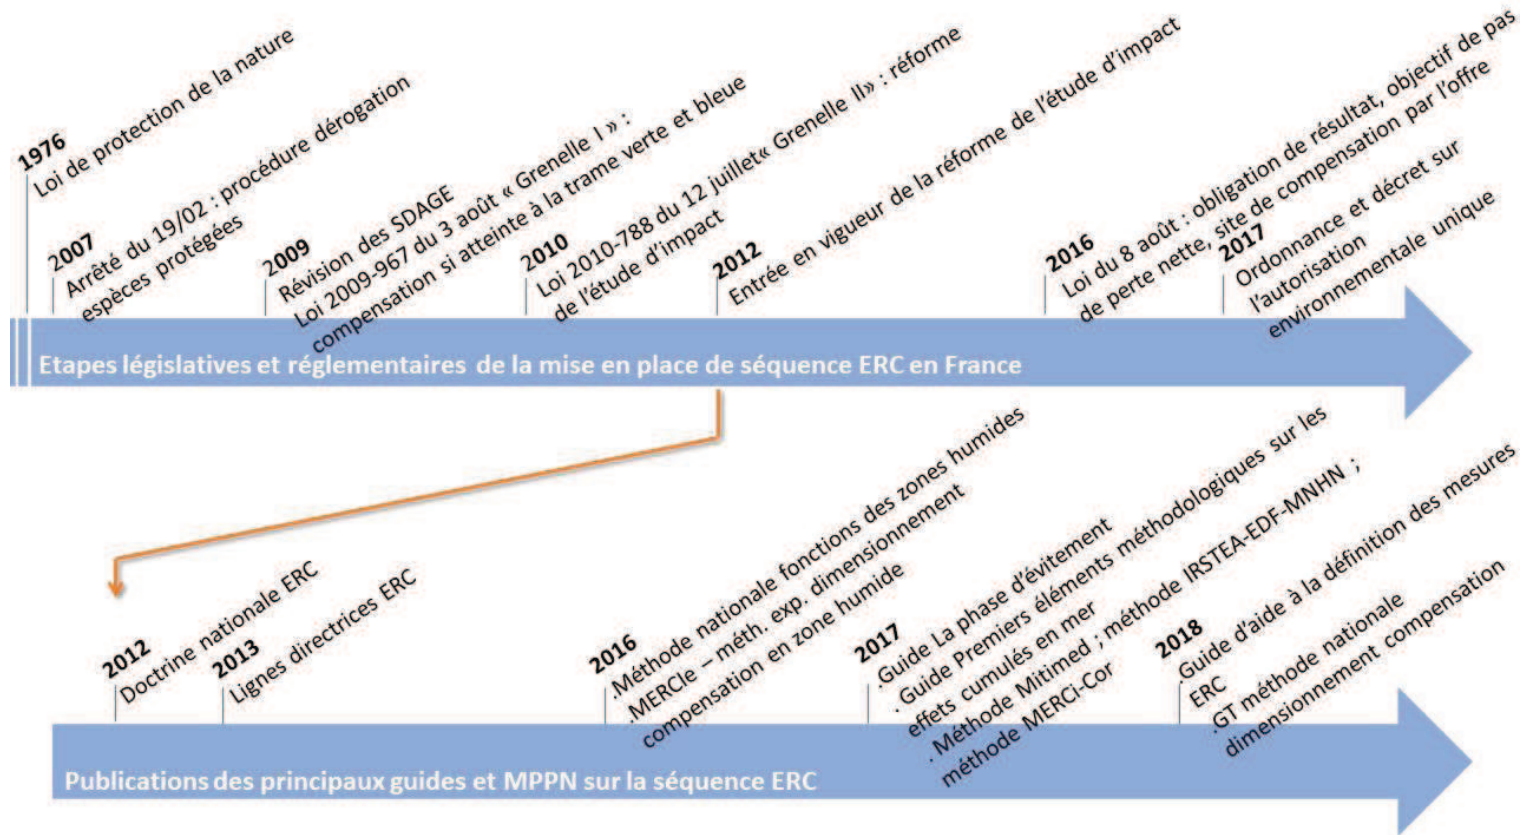 1976
Loi de protection de la nature
2007
Arrêté du 19/02 : procédure dérogation
espèces protégées
2009
Révision des SDAGE
Loi 2009-967 du 3 août « Grenelle I » :
compensation si atteinte à la trame verte et bleue
2010
Loi 2010-788 du 12 juillet« Grenelle II» : réforme
de l'étude d'impact
2012
Entrée en vigueur de la réforme de l'étude d'impact
2016
Loi du 8 août : obligation de résultat, objectif de pas
de perte nette, site de compensation par l'offre
2017
Ordonnance et décret sur
l'autorisation
environnementale unique
Etapes législatives et réglementaires de la mise en place de séquence ERC en France
2012
Doctrine nationale ERC
2013
Lignes directrices ERC
2016
.Méthode nationale fonctions des zones humides
.MERCIe – méth. exp. dimensionnement
compensation en zone humide
2017
.Guide La phase d'évitement
. Guide Premiers éléments méthodologiques sur les
effets cumulés en mer
. Méthode Mitimed ; méthode IRSTEA-EDF-MNHN ;
méthode MERCi-Cor
2018
.Guide d'aide à la définition des mesures
ERC
.GT méthode nationale
dimensionnement compensation
Publications des principaux guides et MPPN sur la séquence ERC